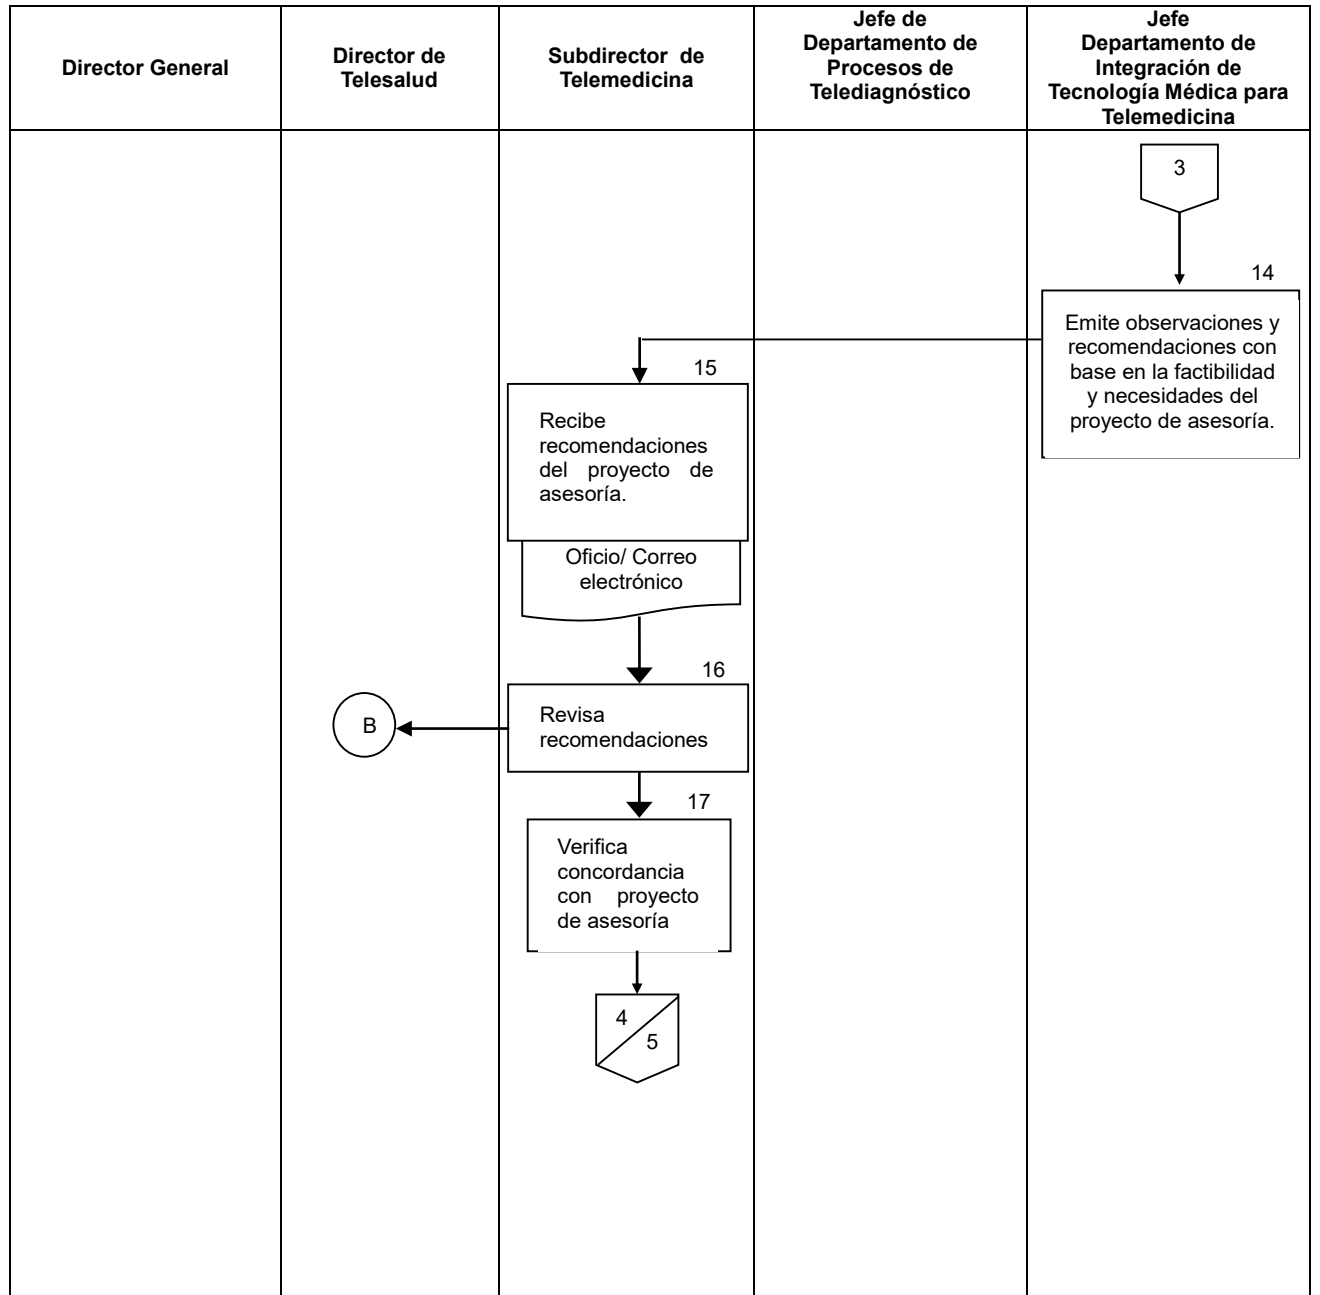 Director General
Director de
Telesalud
Subdirector de
Telemedicina
Jefe de
Departamento de
Procesos de
Telediagnóstico
Jefe
Departamento de
Integración de
Tecnología Médica para
Telemedicina
3
14
Emite observaciones y
recomendaciones con
base en la factibilidad
y necesidades del
proyecto de asesoría.
15
Recibe
recomendaciones
del proyecto de
asesoría.
Oficio/ Correo
electrónico
16
Revisa
recomendaciones
B
17
Verifica
concordancia
con proyecto
de asesoría
4
5